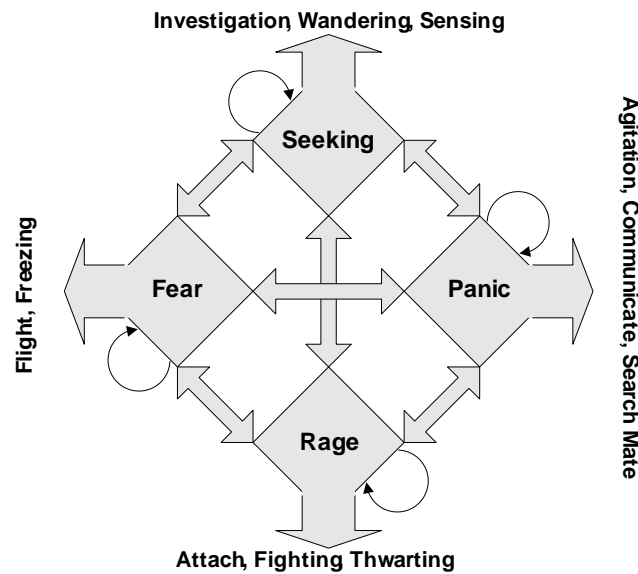 Investigation, Wandering, Sensing
Seeking
Agitation, Communicate, Search Mate
Flight, Freezing
Fear
Panic
Rage
Attach, Fighting, Thwarting